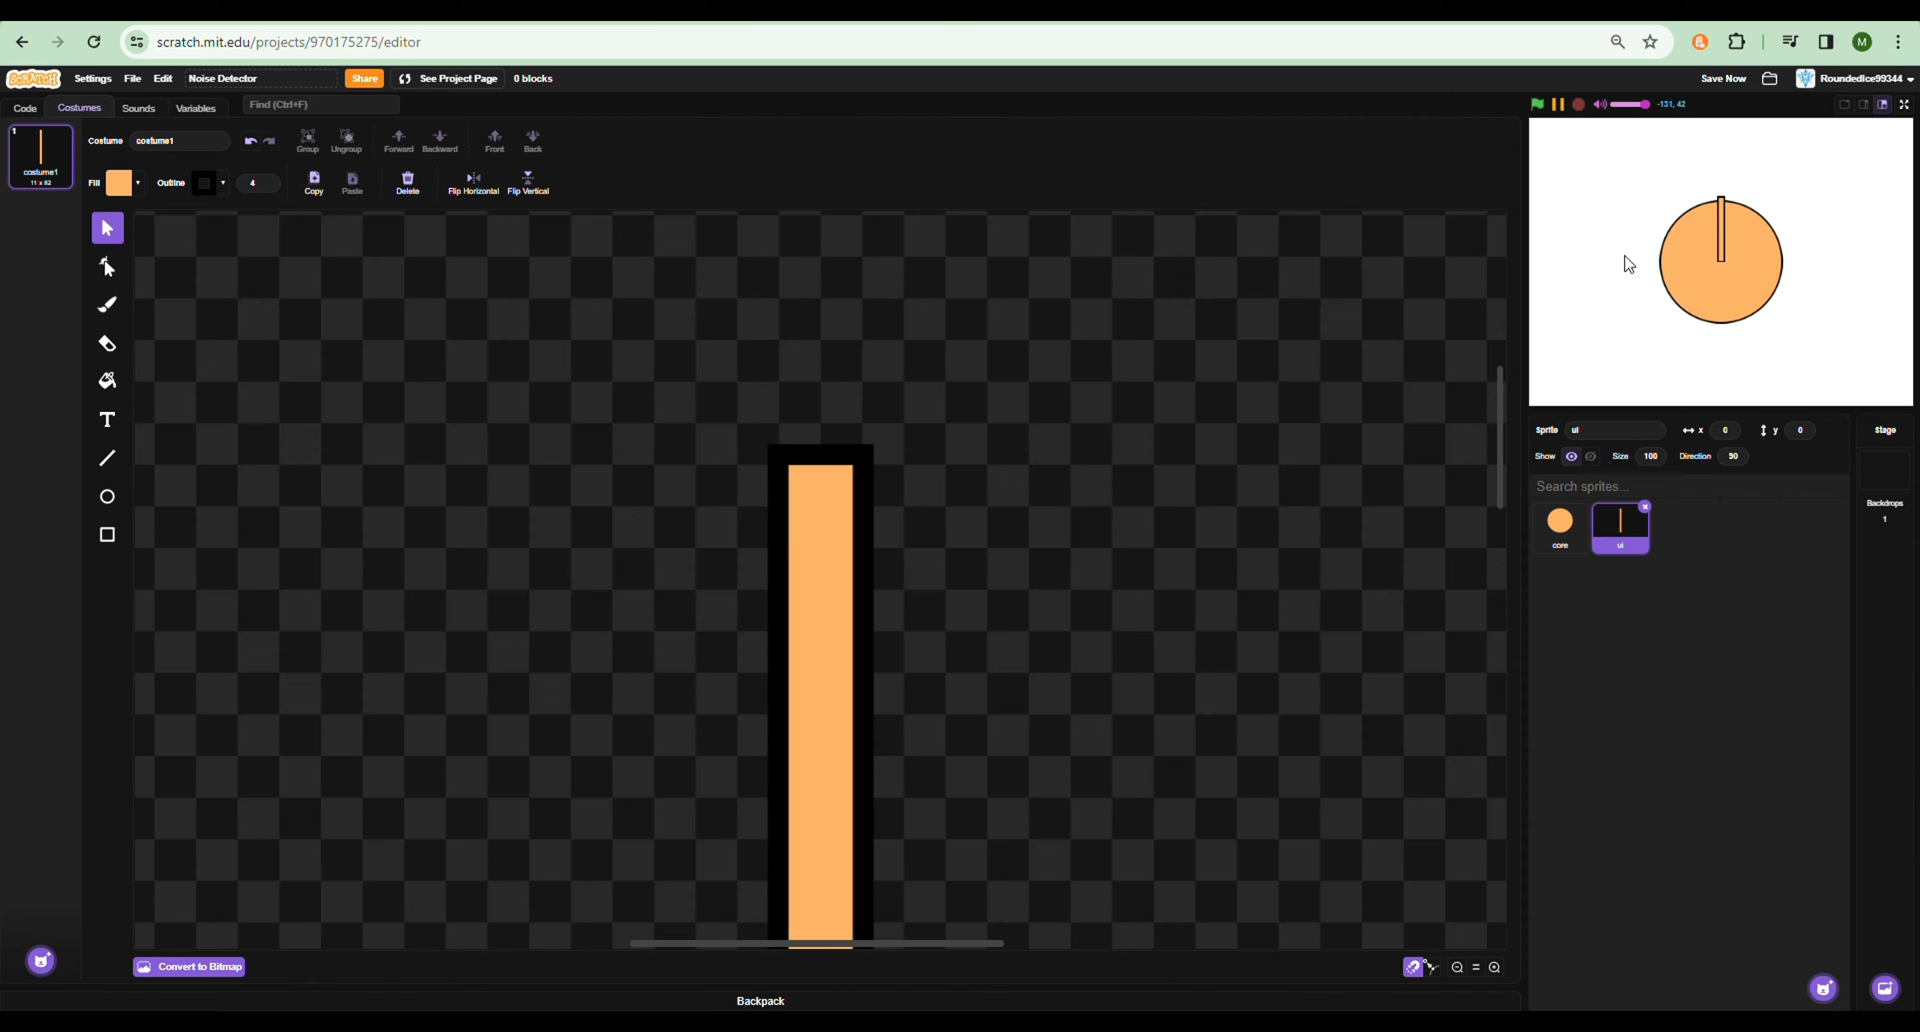 scratch.mit.edu/projects/970175275/editor
M
SCRATCH Settings File Edit Noise Detector Share See Project Page 0 blocks Save Now RoundedIce99344
Code Costumes Sounds Variables Find (Ctrl+F) -131, 42
1
costume1
11 x 82
Costume costume1 Group Ungroup Forward Backward Front Back
Fill Outline 4 Copy Paste Delete Flip Horizontal Flip Vertical
T
Sprite ui x 0 y 0 Stage
Show Size 100 Direction 90
Search sprites...
Backdrops
1
core ui
Convert to Bitmap
Backpack